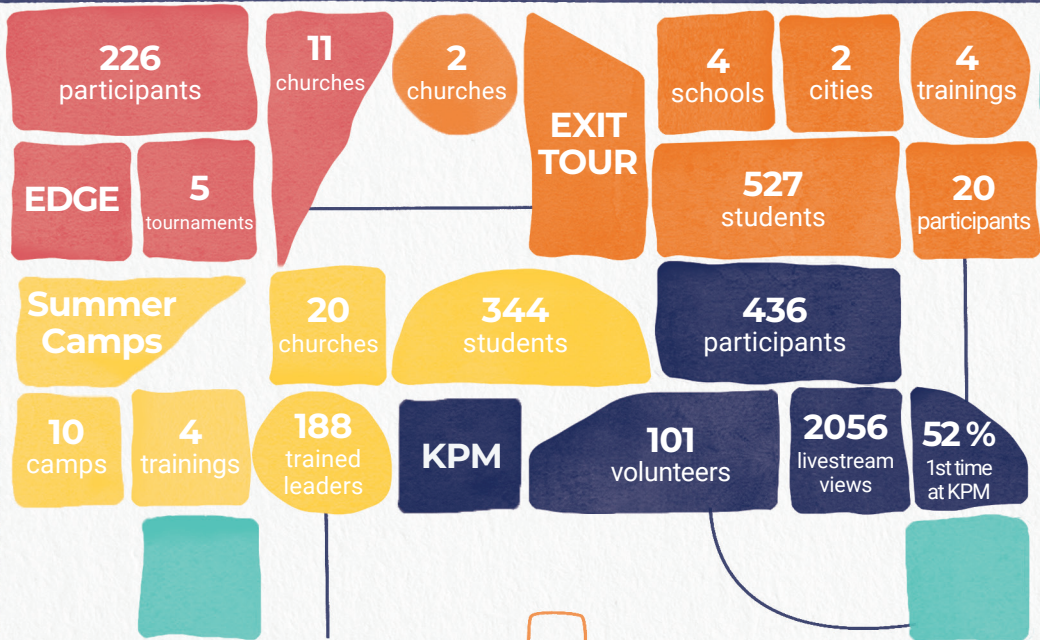 226
participants
11
churches
2
churches
EXIT
TOUR
4
schools
2
cities
4
trainings
EDGE
5
tournaments
527
students
20
participants
Summer
Camps
20
churches
344
students
436
participants
10
camps
4
trainings
188
trained
leaders
KPM
101
volunteers
2056
livestream
views
52 %
1st time
at KPM